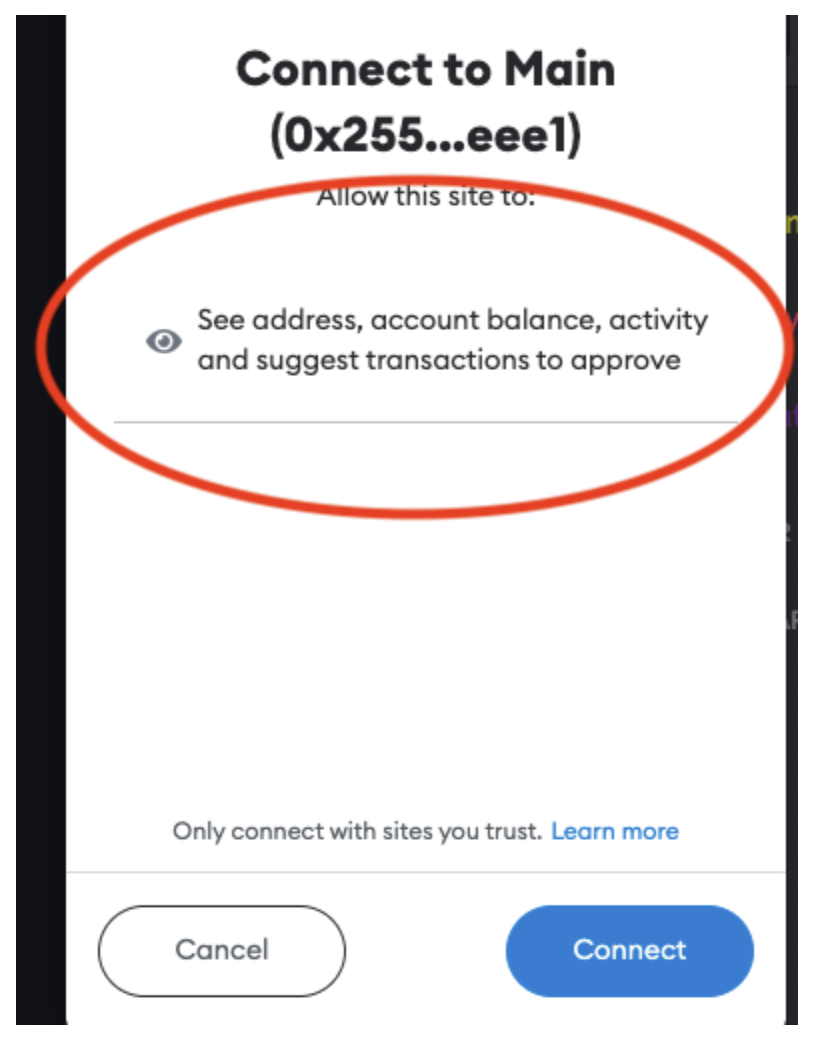 Connect to Main
(0x255...eee1)
Allow this site to:
See address, account balance, activity
and suggest transactions to approve
Only connect with sites you trust. Learn more
Cancel
Connect